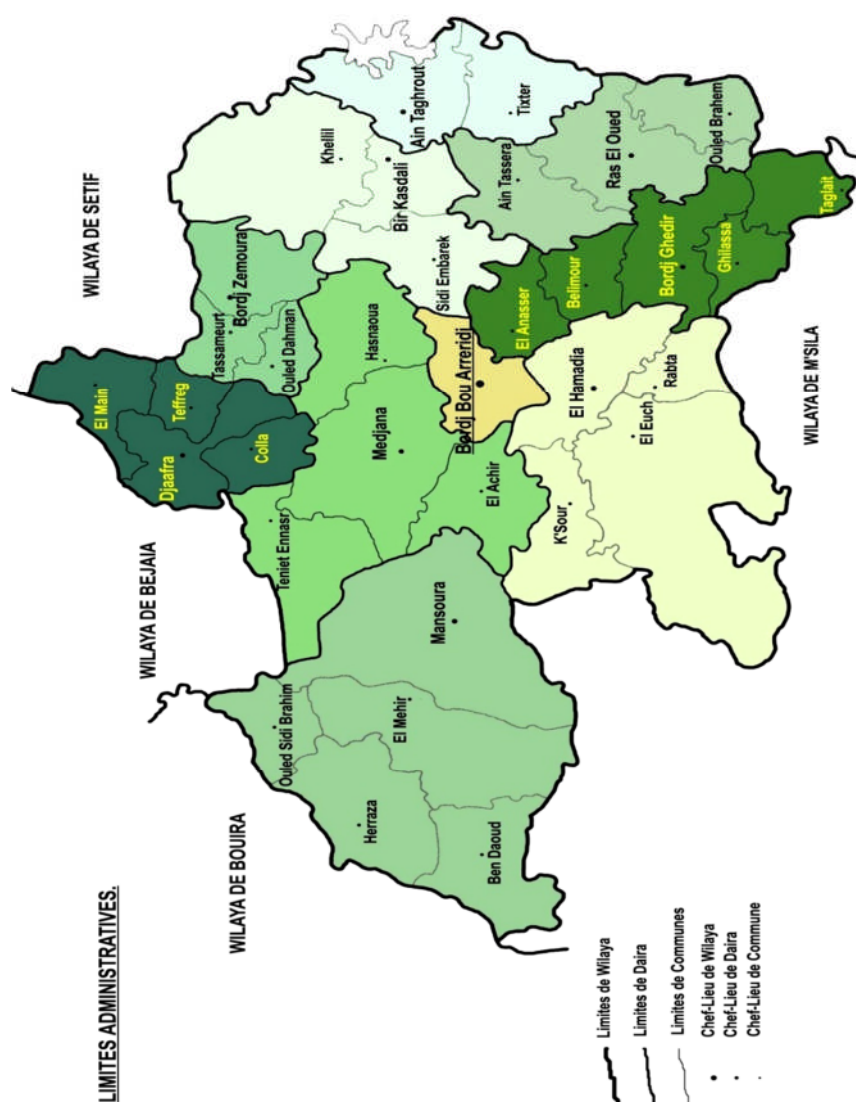 LIMITES ADMINISTRATIVES.
WILAYA DE SETIF
WILAYA DE BEJAIA
WILAYA DE BOUIRA
El Main
Djaafra
Teffreg
Colla
Tassameurt
Bordj Zemoura
Ouled Dahman
Khellil
Bir Kasdali
Sidi Embarek
Ain Taghrout
Tixter
Teniet Ennasr
Medjana
Hasnaoua
El Achir
Bordj Bou Arreridj
Ouled Sidi Brahim
Herraza
El Mehir
Mansoura
Ben Daoud
Ain Tassera
Ras El Oued
Ouled Brahem
El Anasser
Belimour
Bordj Ghedir
Ghilassa
Taglait
El Hamadia
K'Sour
El Euch
Rabta
WILAYA DE M'SILA
Limites de Wilaya
Limites de Daira
Limites de Communes
Chef-Lieu de Wilaya
Chef-Lieu de Daira
Chef-Lieu de Commune